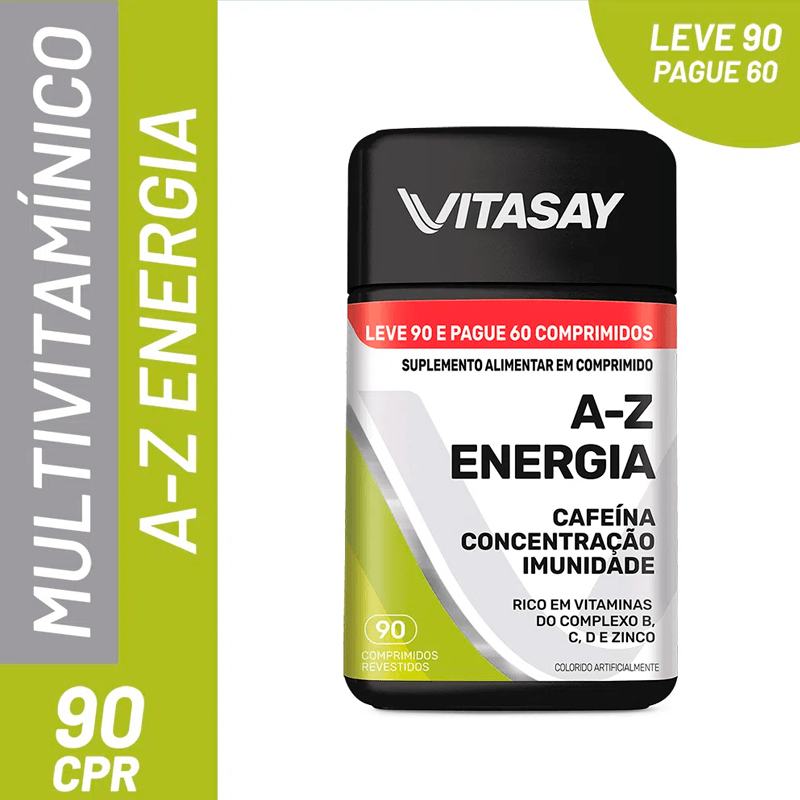 MULTIVITAMÍNICO
A-Z ENERGIA
90
CPR
LEVE 90
PAGUE 60
VITASAY
LEVE 90 E PAGUE 60 COMPRIMIDOS
SUPLEMENTO ALIMENTAR EM COMPRIMIDO
A-Z
ENERGIA
CAFEÍNA
CONCENTRAÇÃO
IMUNIDADE
RICO EM VITAMINAS
DO COMPLEXO B,
C, D E ZINCO
90
COMPRIMIDOS
REVESTIDOS
COLORIDO ARTIFICIALMENTE